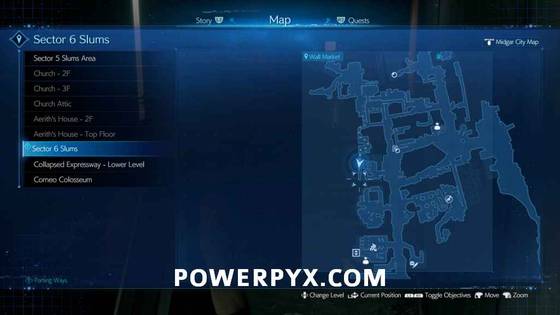 Story
Map
Quests
Sector 6 Slums
Midgar City Map
Sector 5 Slums Area
Church - 2F
Church - 3F
Church Attic
Aerith's House - 2F
Aerith's House - Top Floor
Sector 6 Slums
Collapsed Expressway - Lower Level
Corneo Colosseum
Wall Market
Parting Ways
POWERPYX.COM
Change Level
Current Position
Toggle Objectives
Move
Zoom